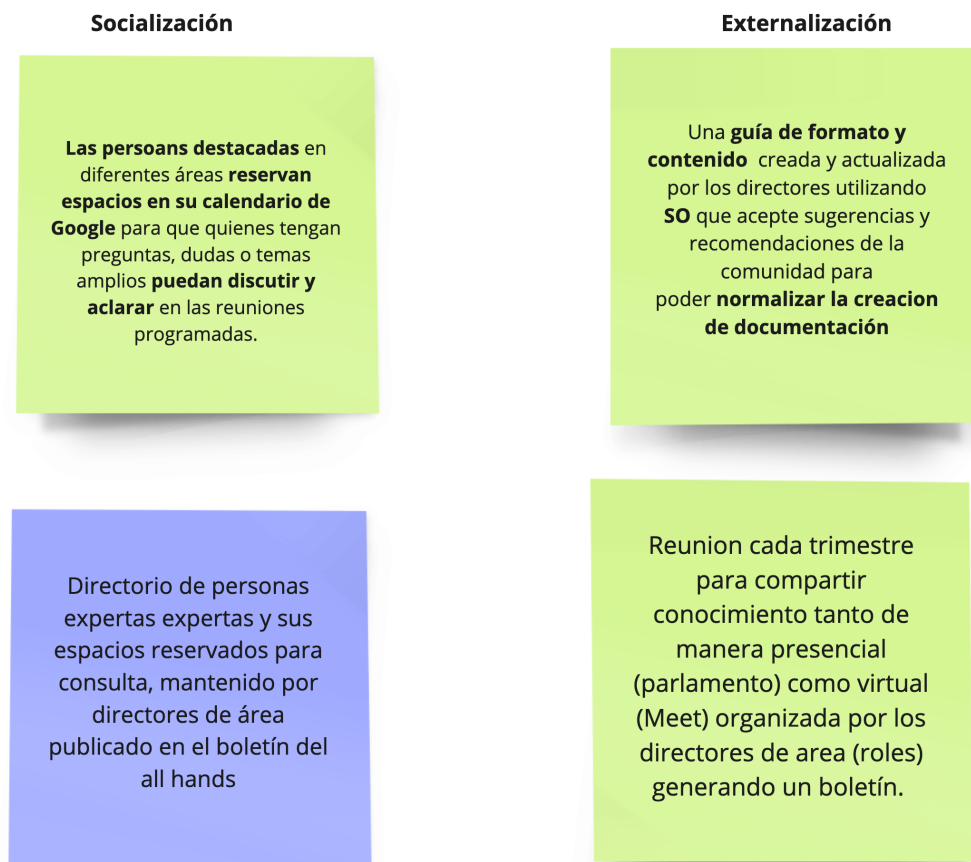 Socialización
Las persoans destacadas en
diferentes áreas reservan
espacios en su calendario de
Google para que quienes tengan
preguntas, dudas o temas
amplios puedan discutir y
aclarar en las reuniones
programadas.
Directorio de personas
expertas expertas y sus
espacios reservados para
consulta, mantenido por
directores de área
publicado en el boletín del
all hands
Externalización
Una guía de formato y
contenido creada y actualizada
por los directores utilizando
SO que acepte sugerencias y
recomendaciones de la
comunidad para
poder normalizar la creacion
de documentación
Reunion cada trimestre
para compartir
conocimiento tanto de
manera presencial
(parlamento) como virtual
(Meet) organizada por los
directores de area (roles)
generando un boletín.